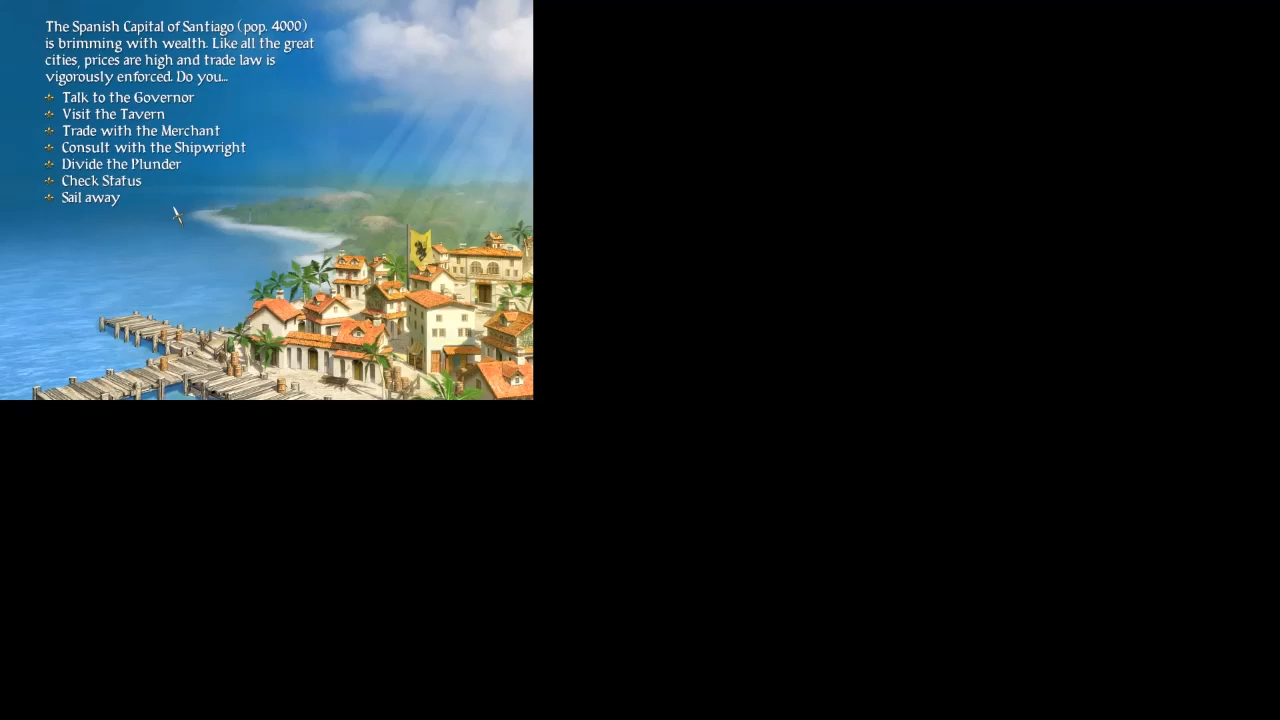 The Spanish Capital of Santiago (pop. 4000)
is brimming with wealth. Like all the great
cities, prices are high and trade law is
vigorously enforced. Do you...
Talk to the Governor
Visit the Tavern
Trade with the Merchant
Consult with the Shipwright
Divide the Plunder
Check Status
Sail away